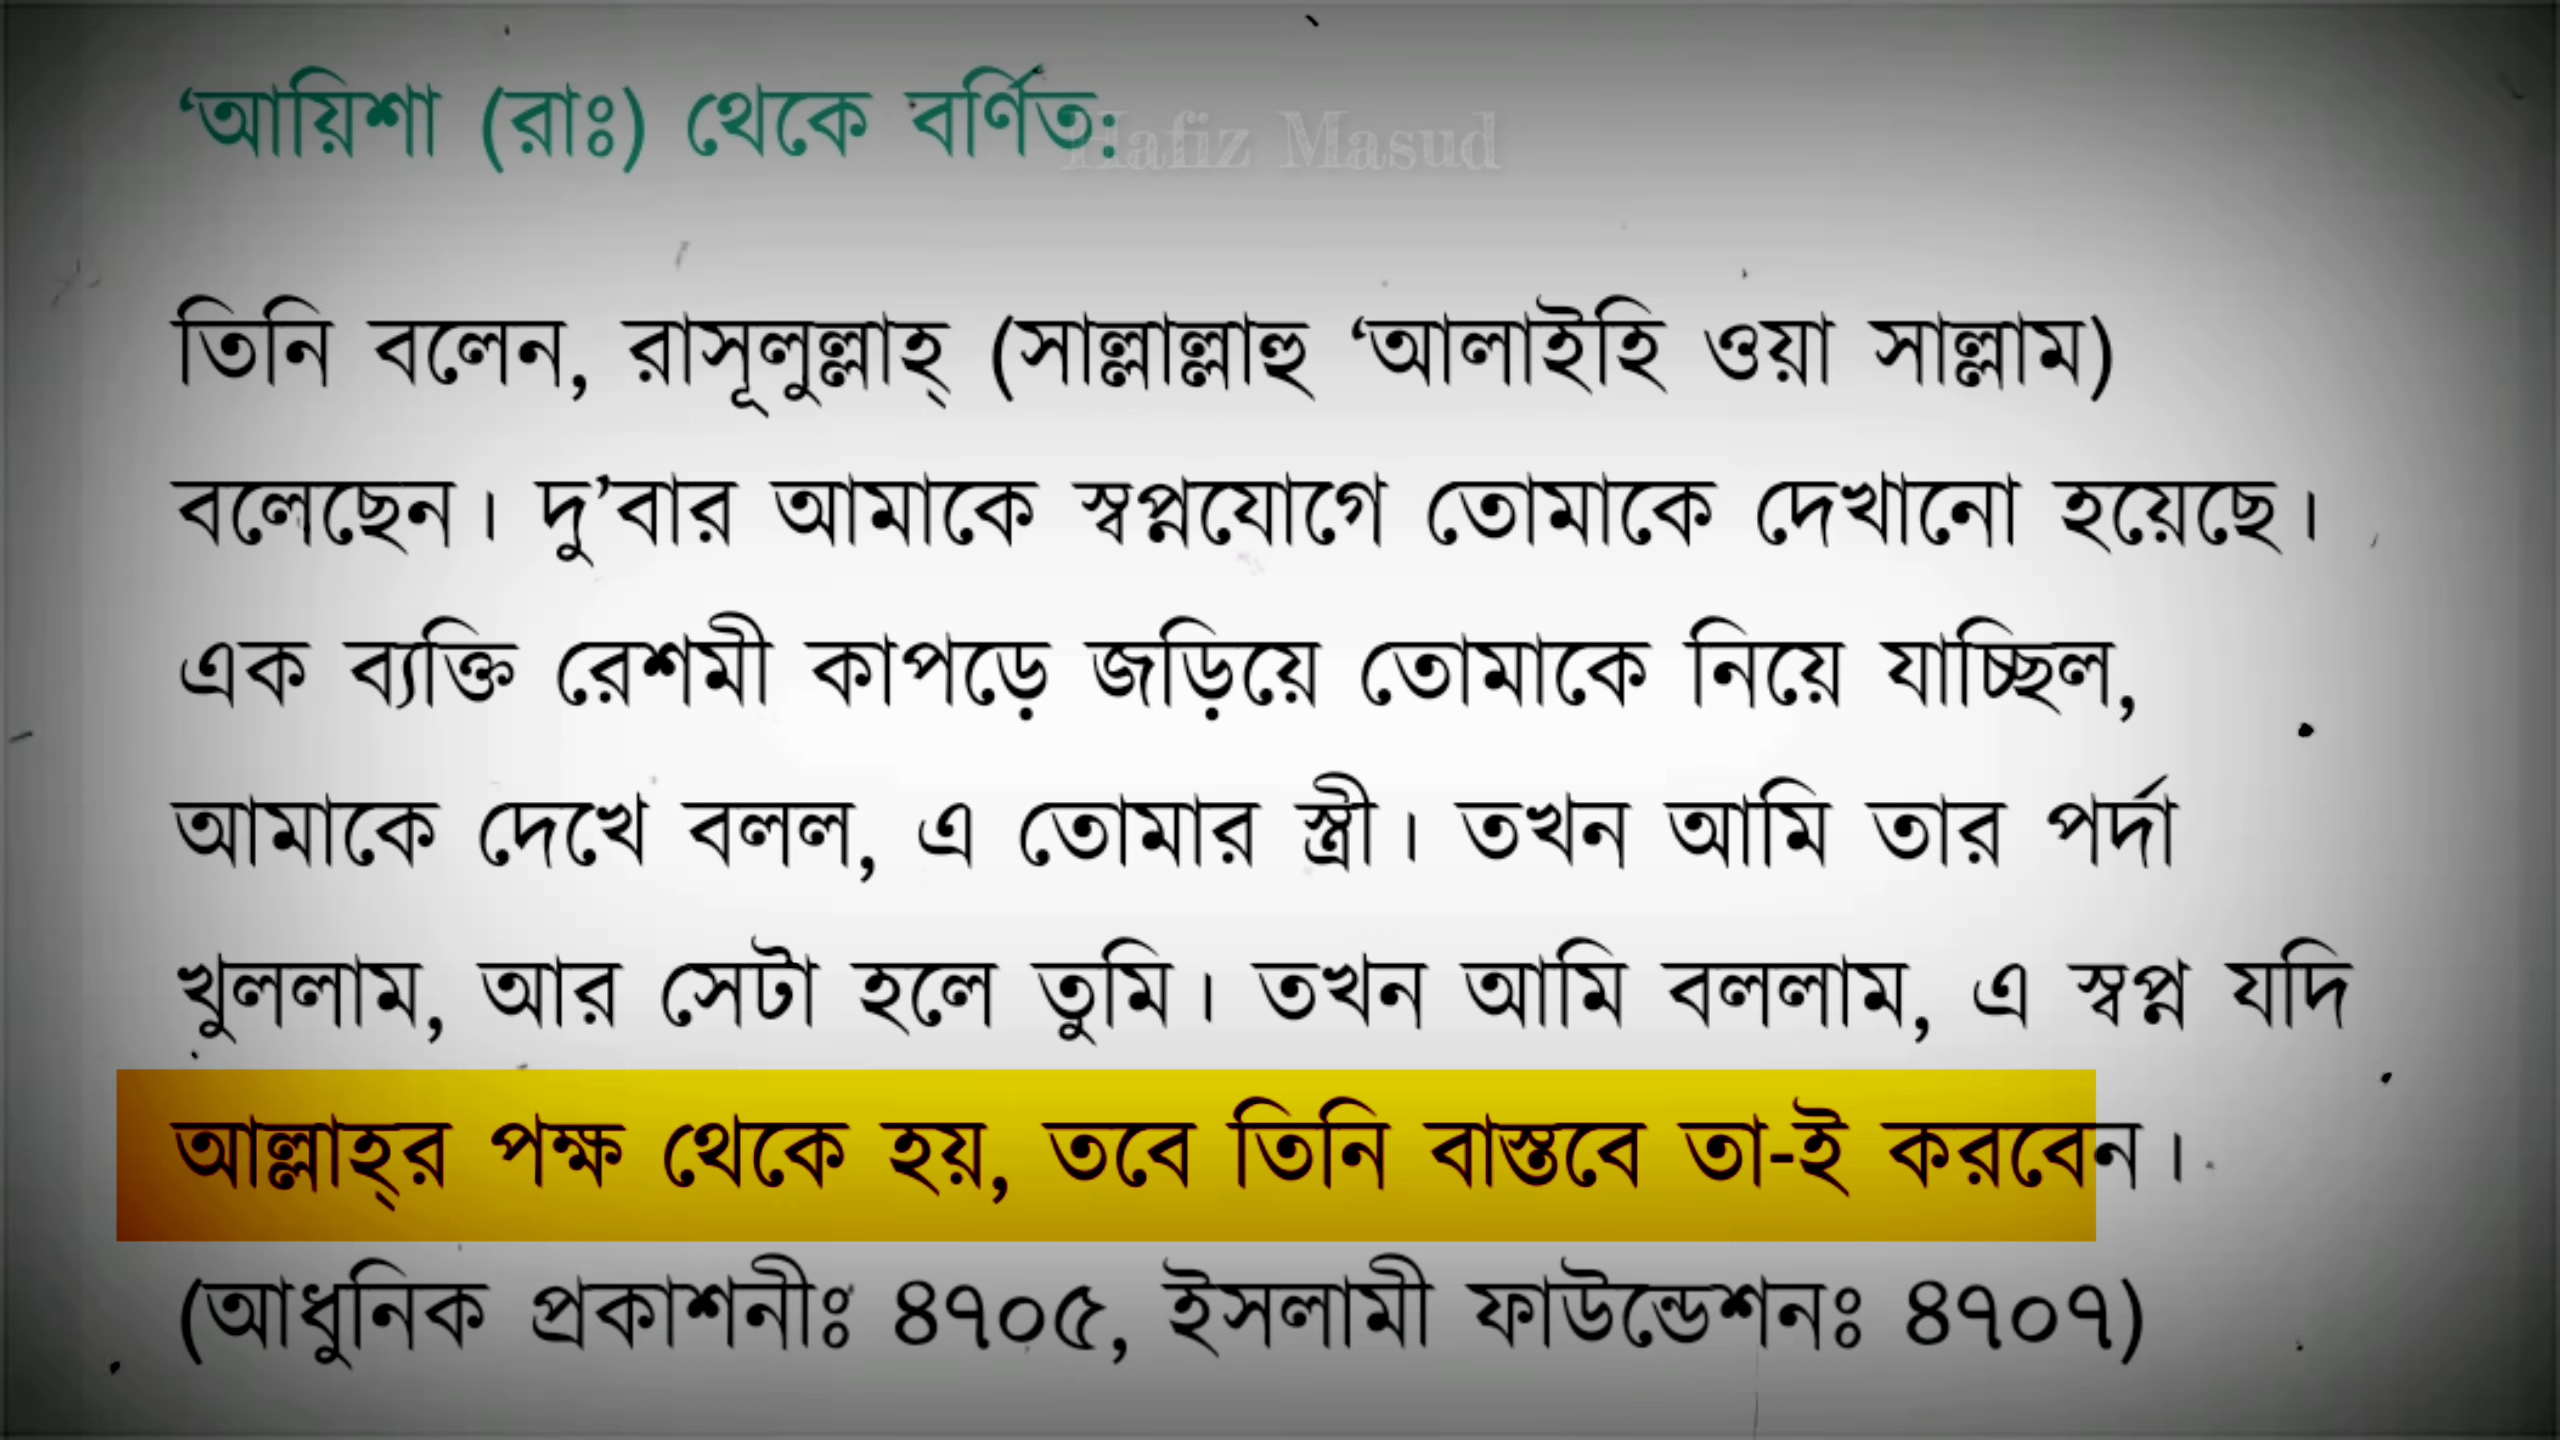 ‘আয়িশা (রাঃ) থেকে বর্ণিত:
Hafiz Masud
তিনি বলেন, রাসূলুল্লাহ্ (সাল্লাল্লাহু ‘আলাইহি ওয়া সাল্লাম)
বলেছেন। দু’বার আমাকে স্বপ্নযোগে তোমাকে দেখানো হয়েছে।
এক ব্যক্তি রেশমী কাপড়ে জড়িয়ে তোমাকে নিয়ে যাচ্ছিল,
আমাকে দেখে বলল, এ তোমার স্ত্রী। তখন আমি তার পর্দা
খুললাম, আর সেটা হলে তুমি। তখন আমি বললাম, এ স্বপ্ন যদি
আল্লাহ্‌র পক্ষ থেকে হয়, তবে তিনি বাস্তবে তা-ই করবেন।
(আধুনিক প্রকাশনীঃ ৪৭০৫, ইসলামী ফাউন্ডেশনঃ ৪৭০৭)